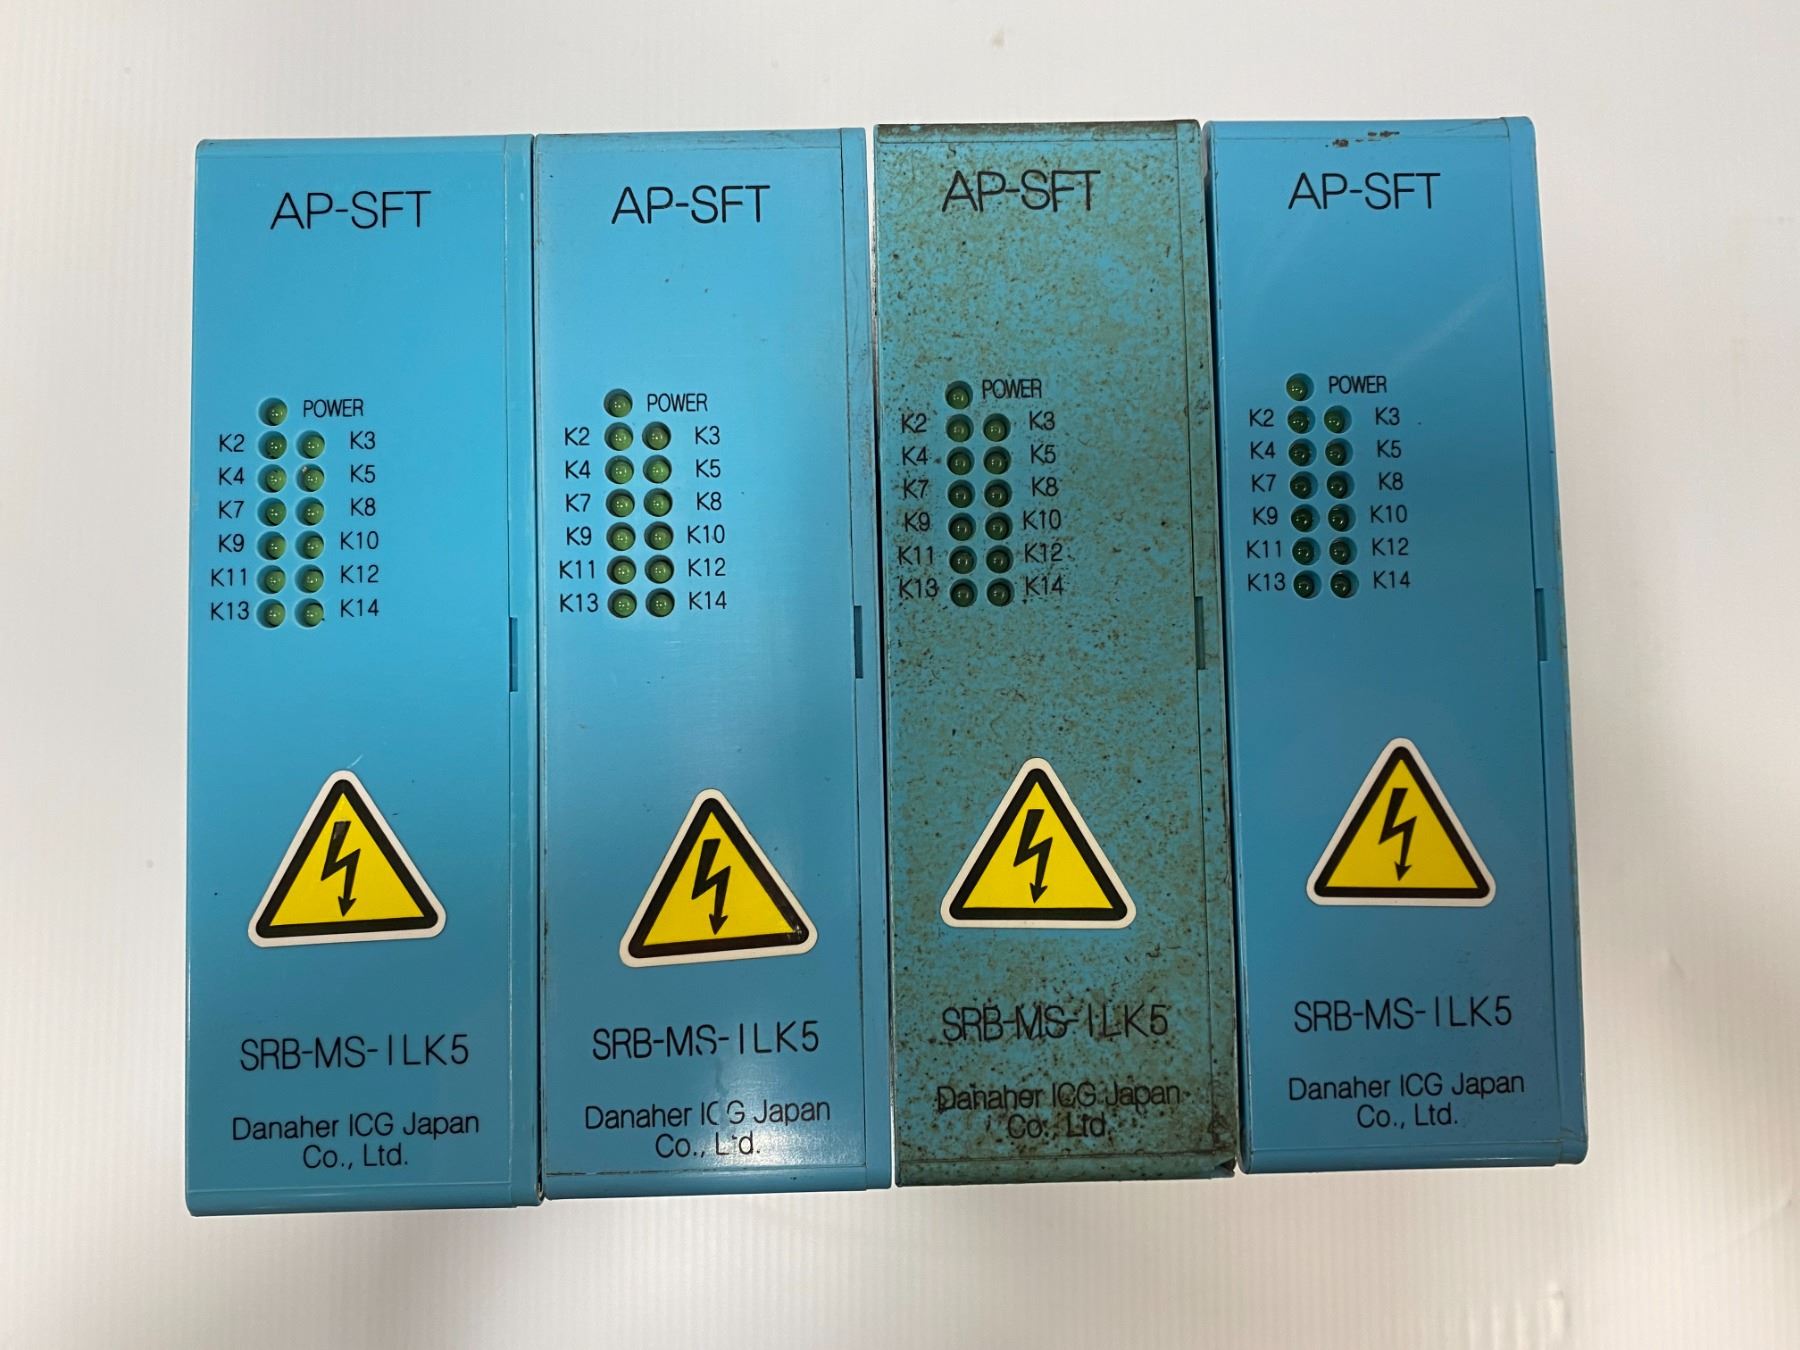 AP-SFT
POWER
K2 K3
K4 K5
K7 K8
K9 K10
K11 K12
K13 K14
SRB-MS-ILK5
Danaher ICG Japan
Co., Ltd.
AP-SFT
POWER
K2 K3
K4 K5
K7 K8
K9 K10
K11 K12
K13 K14
SRB-MS-ILK5
Danaher ICG Japan
Co., Ltd.
AP-SFT
POWER
K2 K3
K4 K5
K7 K8
K9 K10
K11 K12
K13 K14
SRB-MS-ILK5
Danaher ICG Japan
Co., Ltd.
AP-SFT
POWER
K2 K3
K4 K5
K7 K8
K9 K10
K11 K12
K13 K14
SRB-MS-ILK5
Danaher ICG Japan
Co., Ltd.